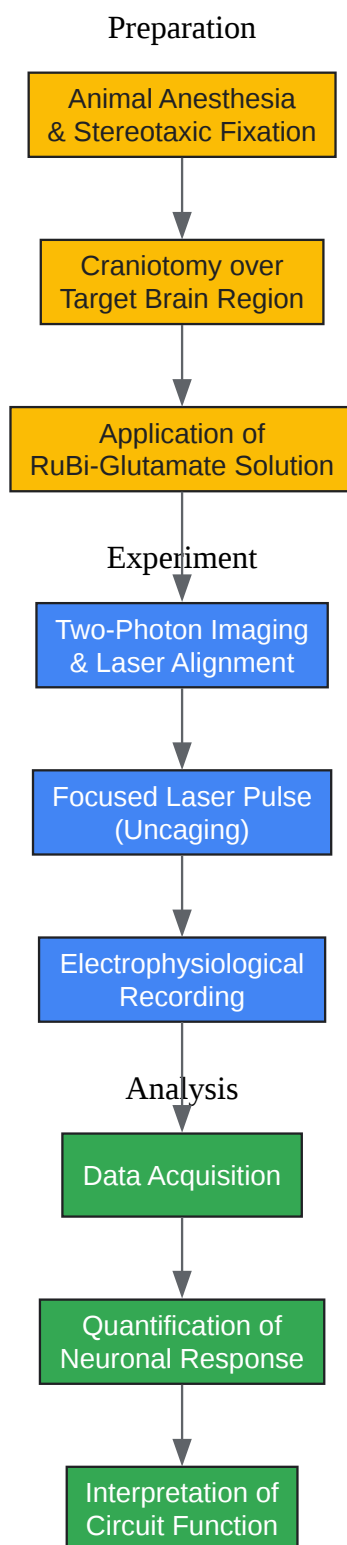 Preparation
Animal Anesthesia
& Stereotaxic Fixation
Craniotomy over
Target Brain Region
Application of
RuBi-Glutamate Solution
Experiment
Two-Photon Imaging
& Laser Alignment
Focused Laser Pulse
(Uncaging)
Electrophysiological
Recording
Analysis
Data Acquisition
Quantification of
Neuronal Response
Interpretation of
Circuit Function